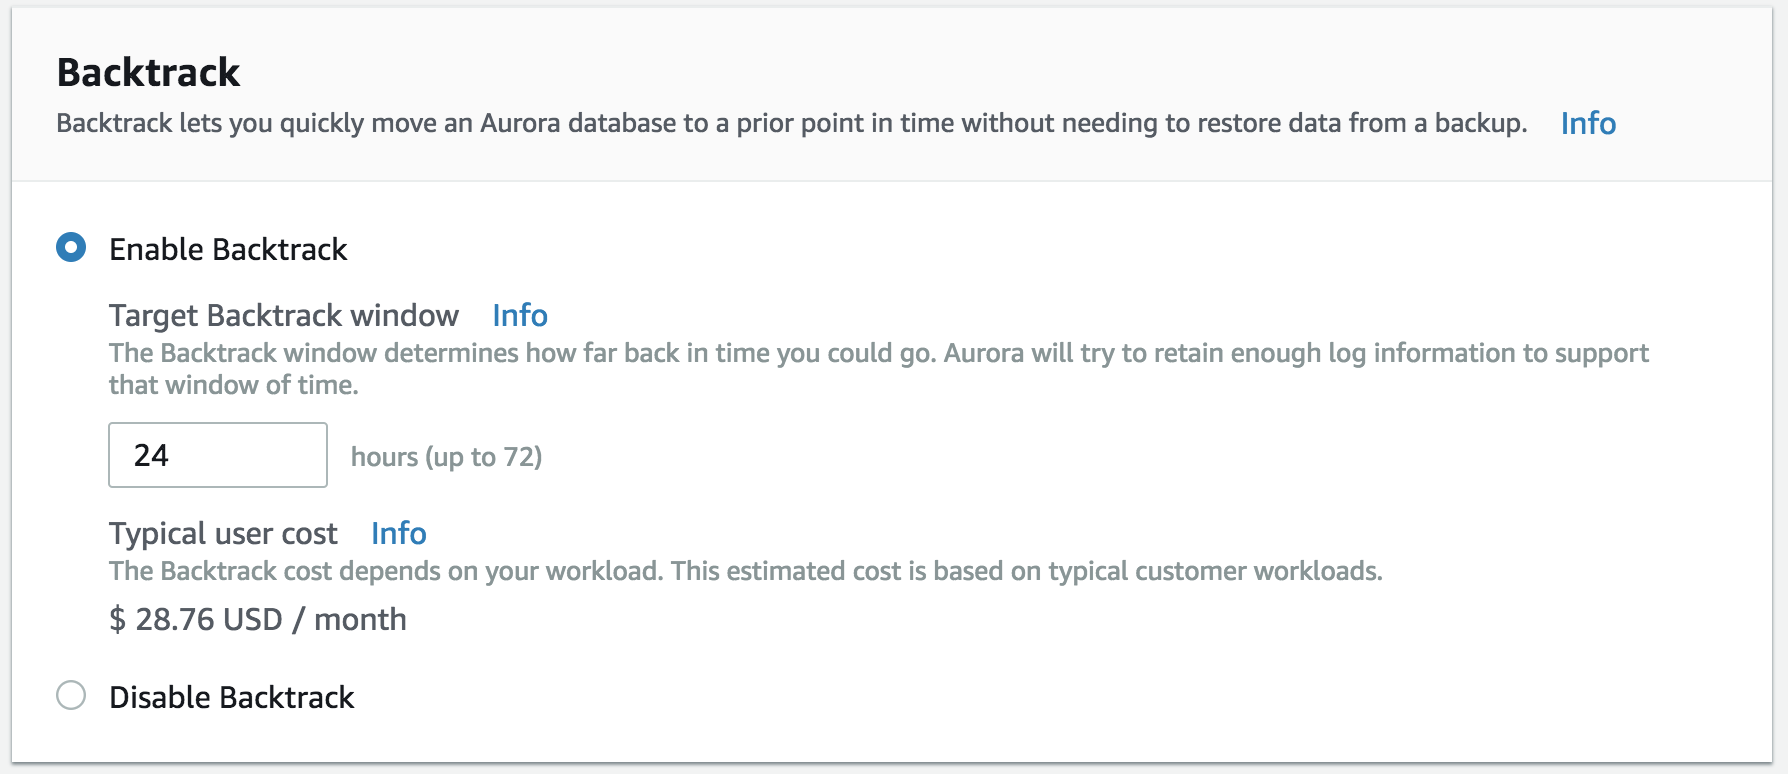 Backtrack
Backtrack lets you quickly move an Aurora database to a prior point in time without needing to restore data from a backup. Info
Enable Backtrack
Target Backtrack window Info
The Backtrack window determines how far back in time you could go. Aurora will try to retain enough log information to support
that window of time.
24 hours (up to 72)
Typical user cost Info
The Backtrack cost depends on your workload. This estimated cost is based on typical customer workloads.
$ 28.76 USD / month
Disable Backtrack